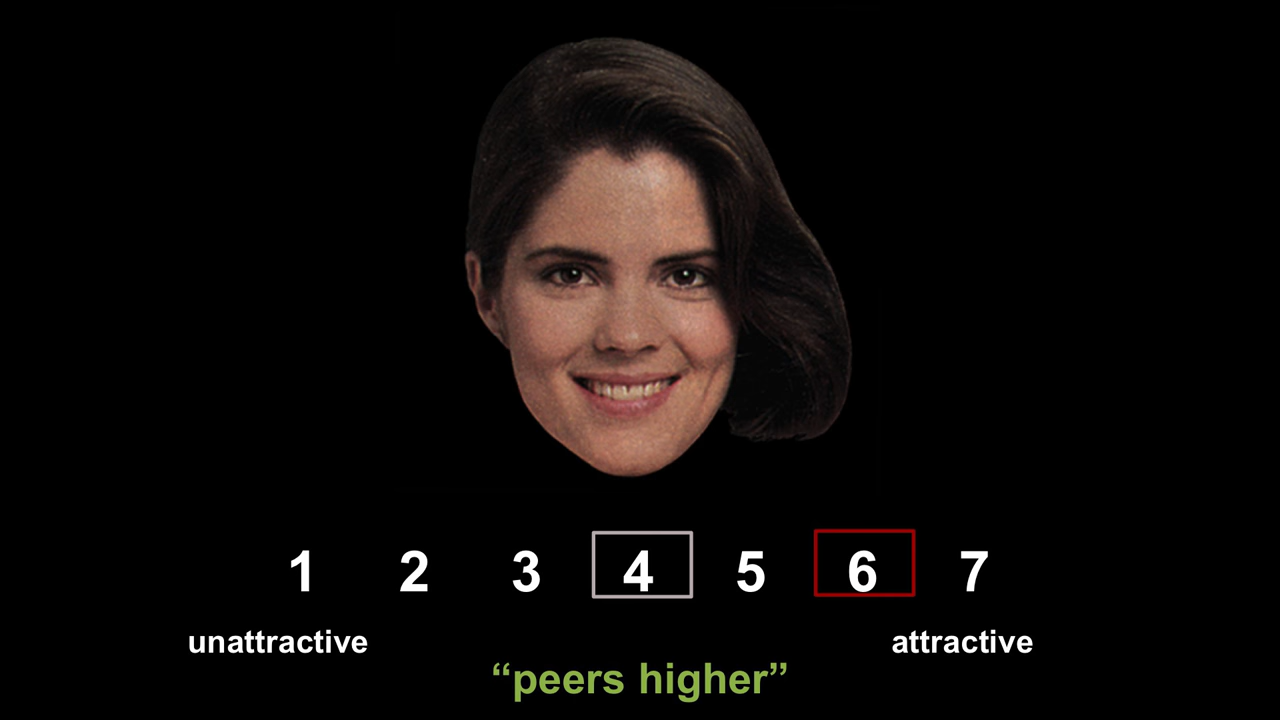 1 2 3 4 5 6 7
unattractive attractive
“peers higher”